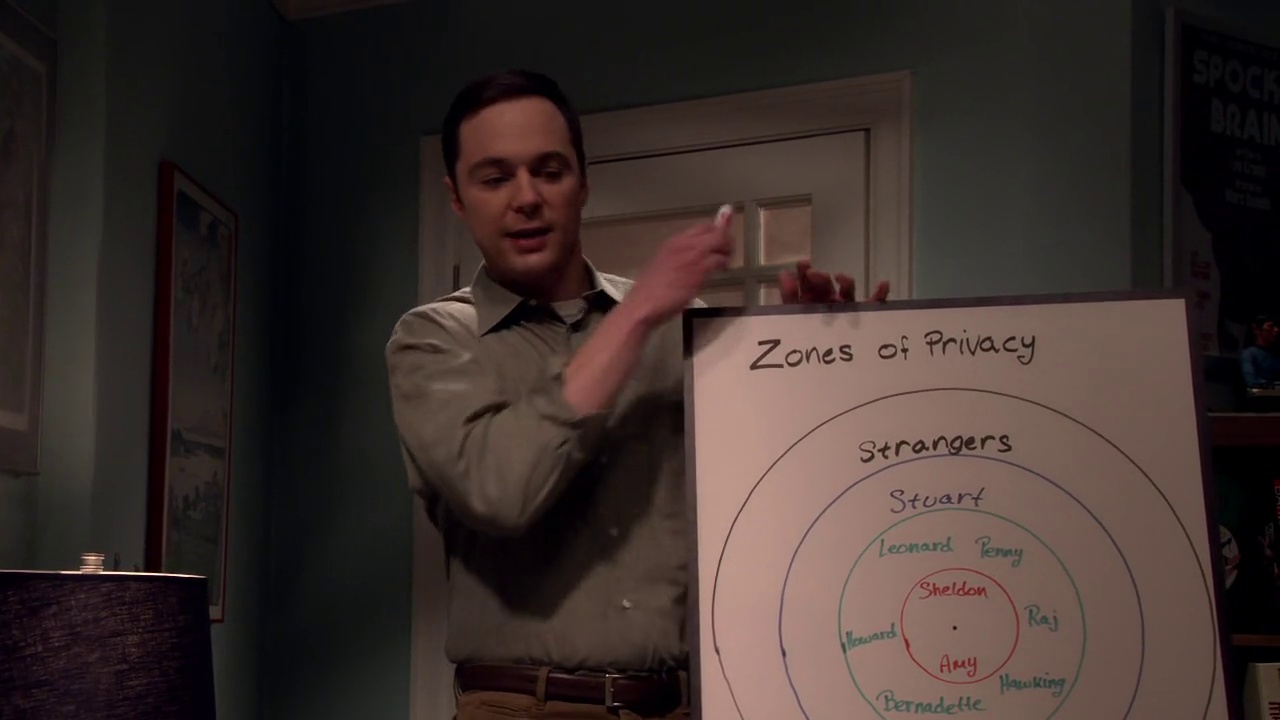 SPOCK
BRAIN
Zones of Privacy
Strangers
Stuart
Leonard Penny
Sheldon
Raj
Howard
Amy
Hawking
Bernadette